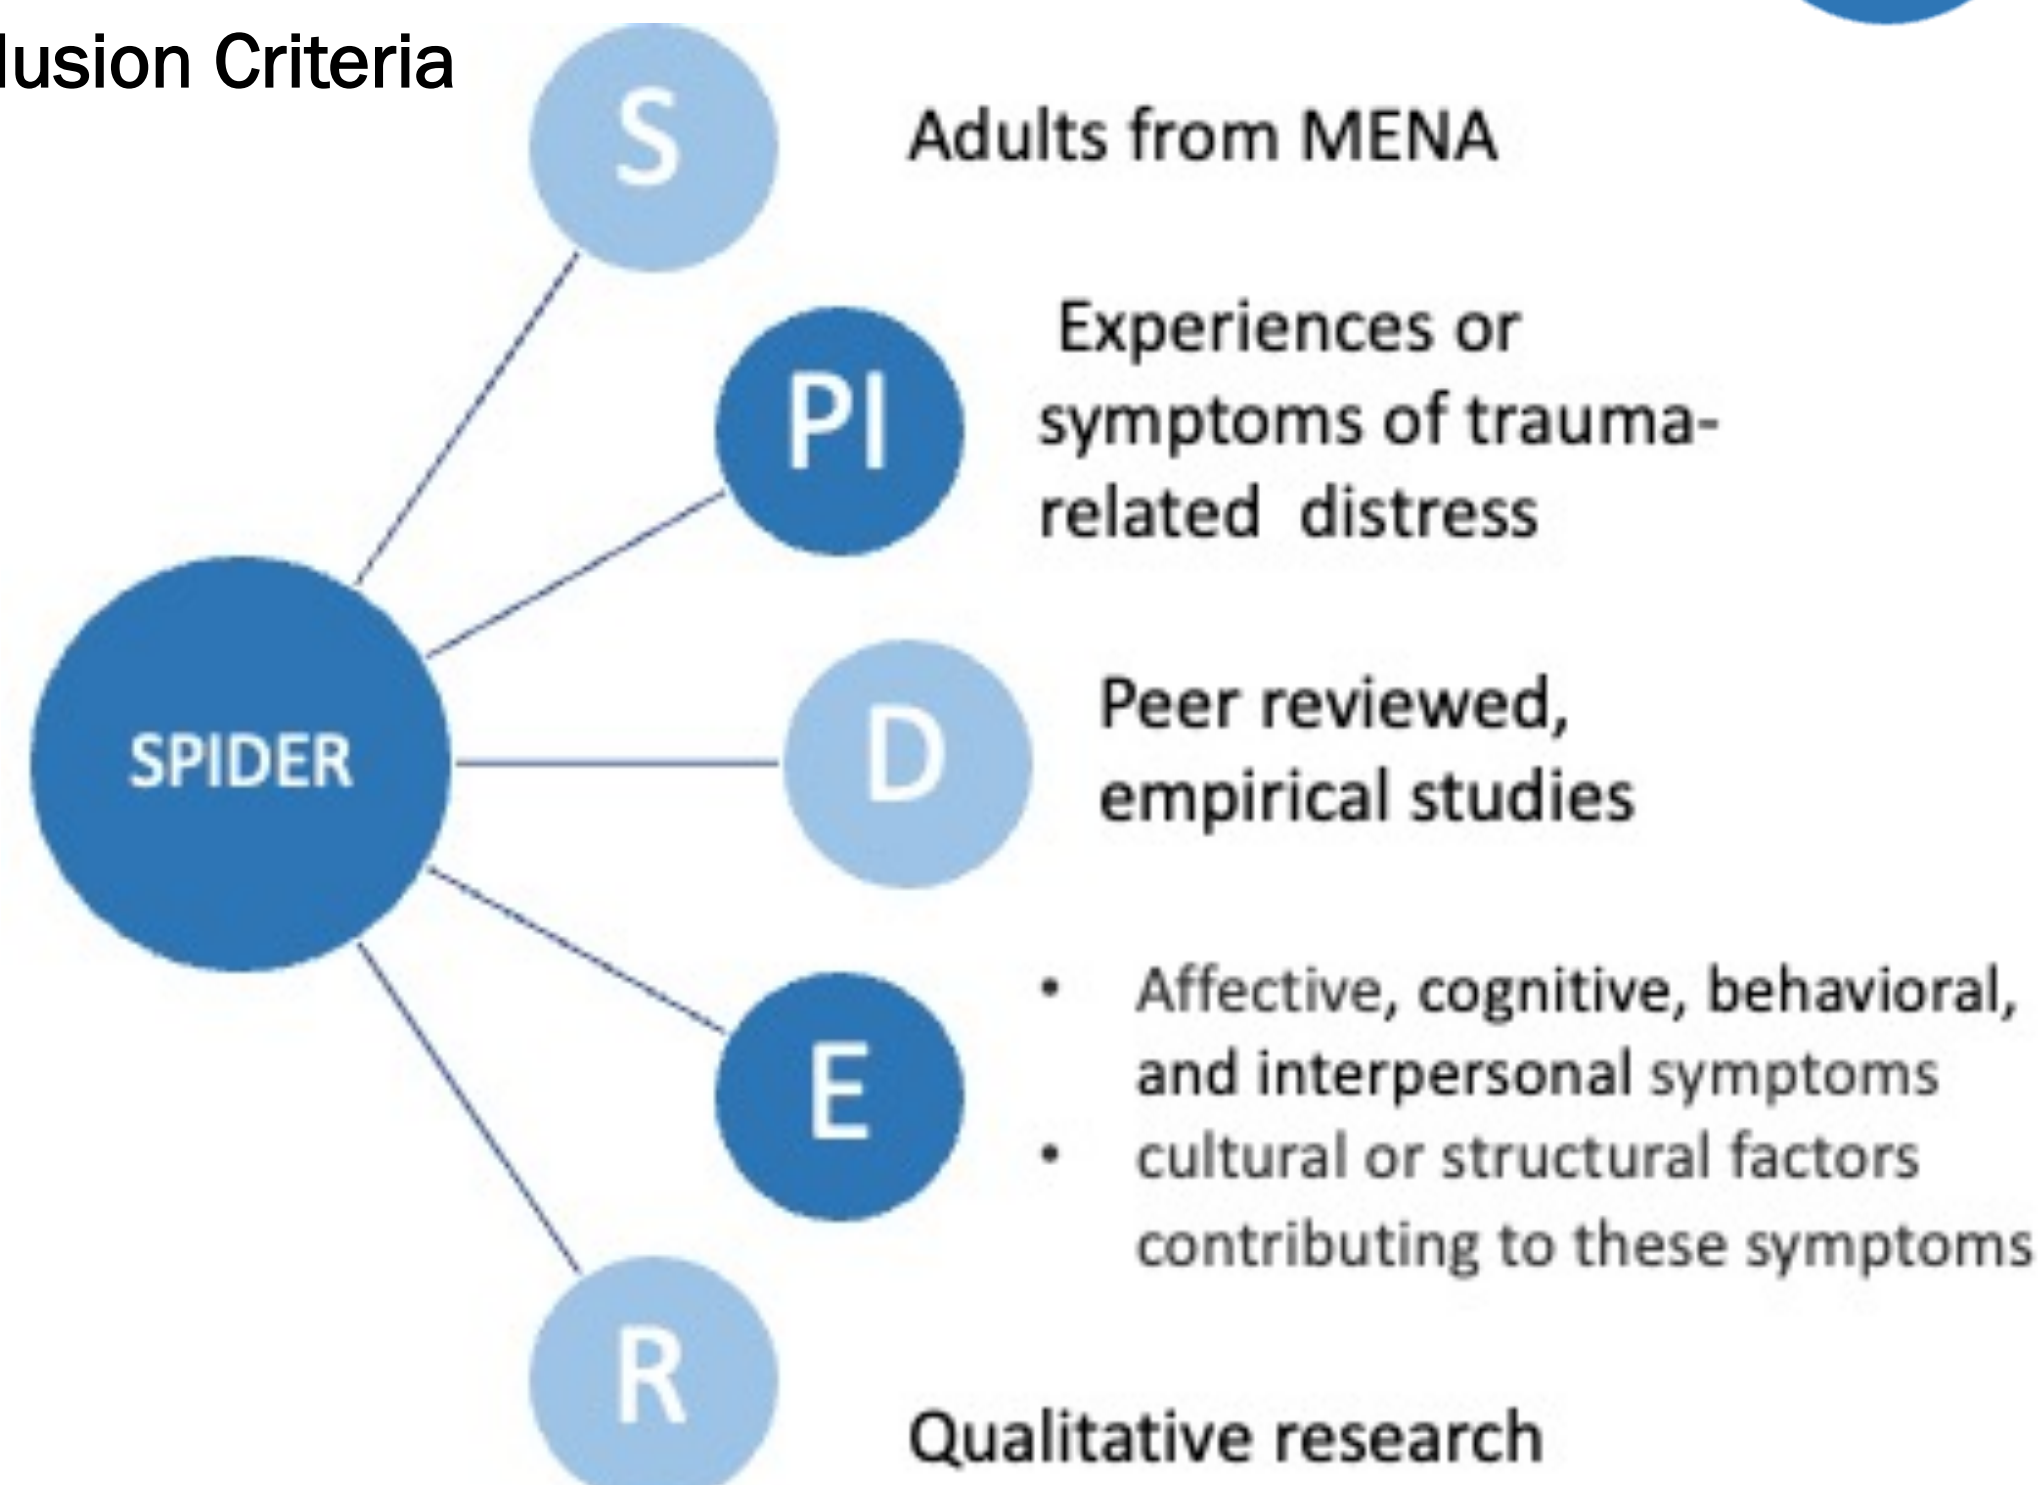 lusion Criteria
S
Adults from MENA
PI
Experiences or
symptoms of trauma-
related distress
SPIDER
D
Peer reviewed,
empirical studies
E
• Affective, cognitive, behavioral,
and interpersonal symptoms
• cultural or structural factors
contributing to these symptoms
R
Qualitative research